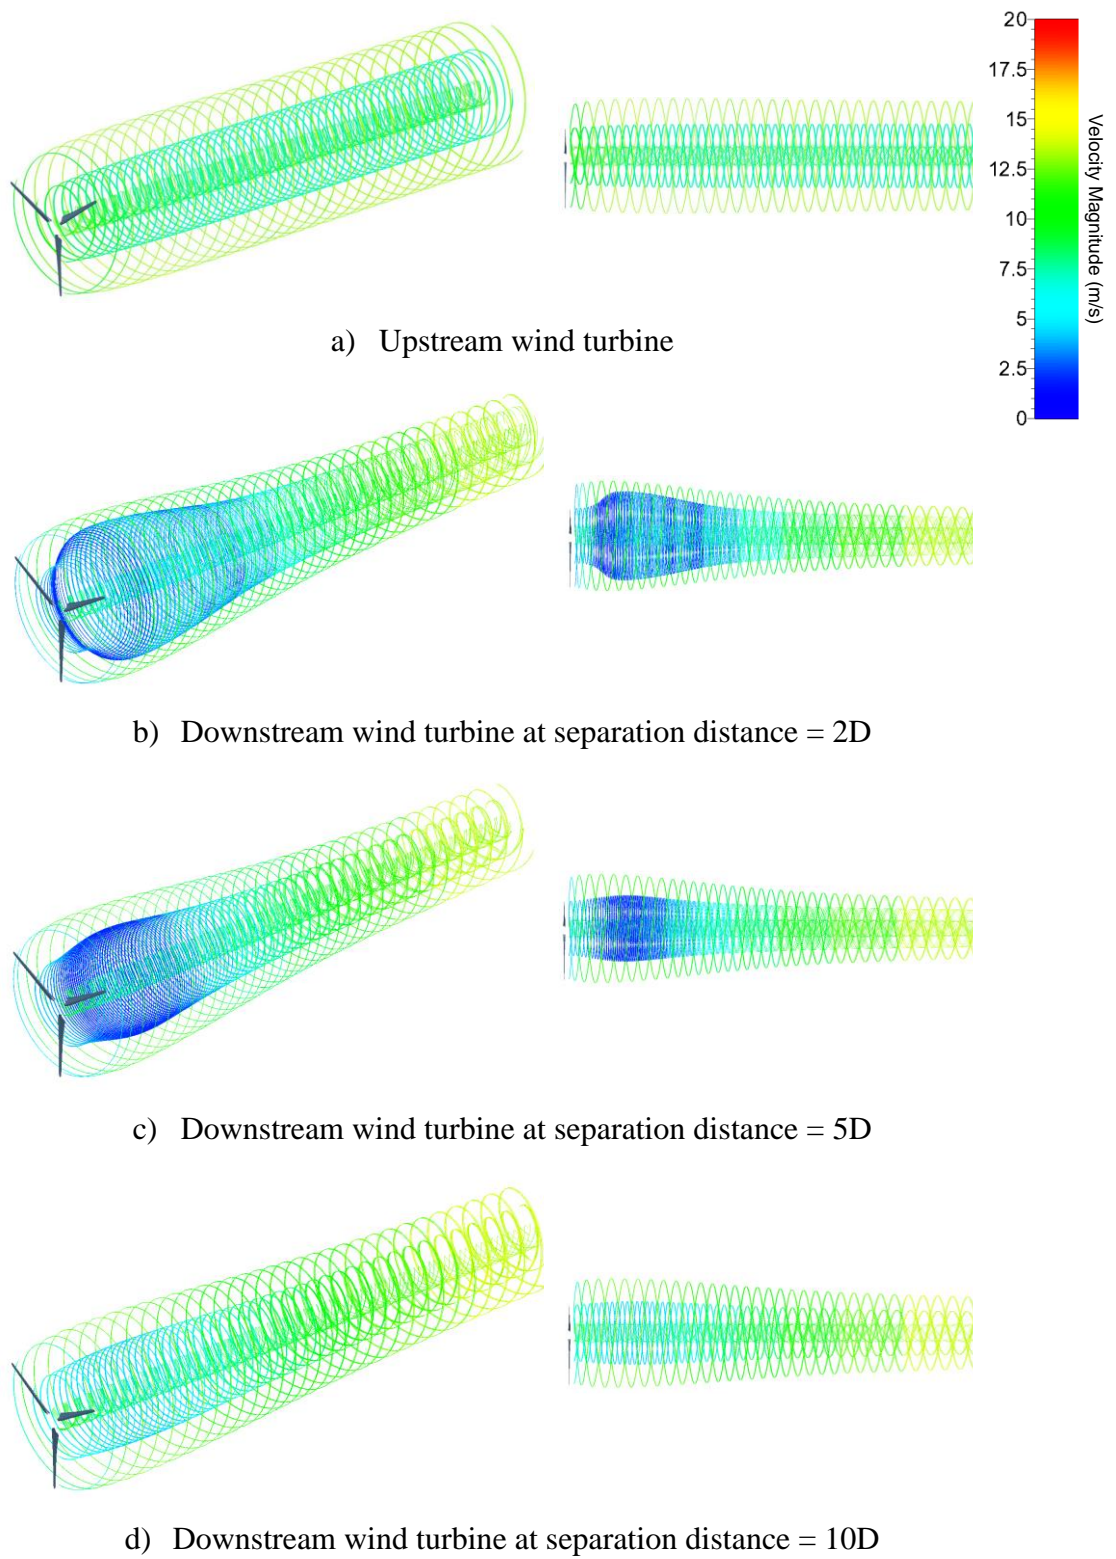 20
17.5
15
12.5
10
7.5
5
2.5
0
Velocity Magnitude (m/s)
a) Upstream wind turbine
b) Downstream wind turbine at separation distance = 2D
c) Downstream wind turbine at separation distance = 5D
d) Downstream wind turbine at separation distance = 10D